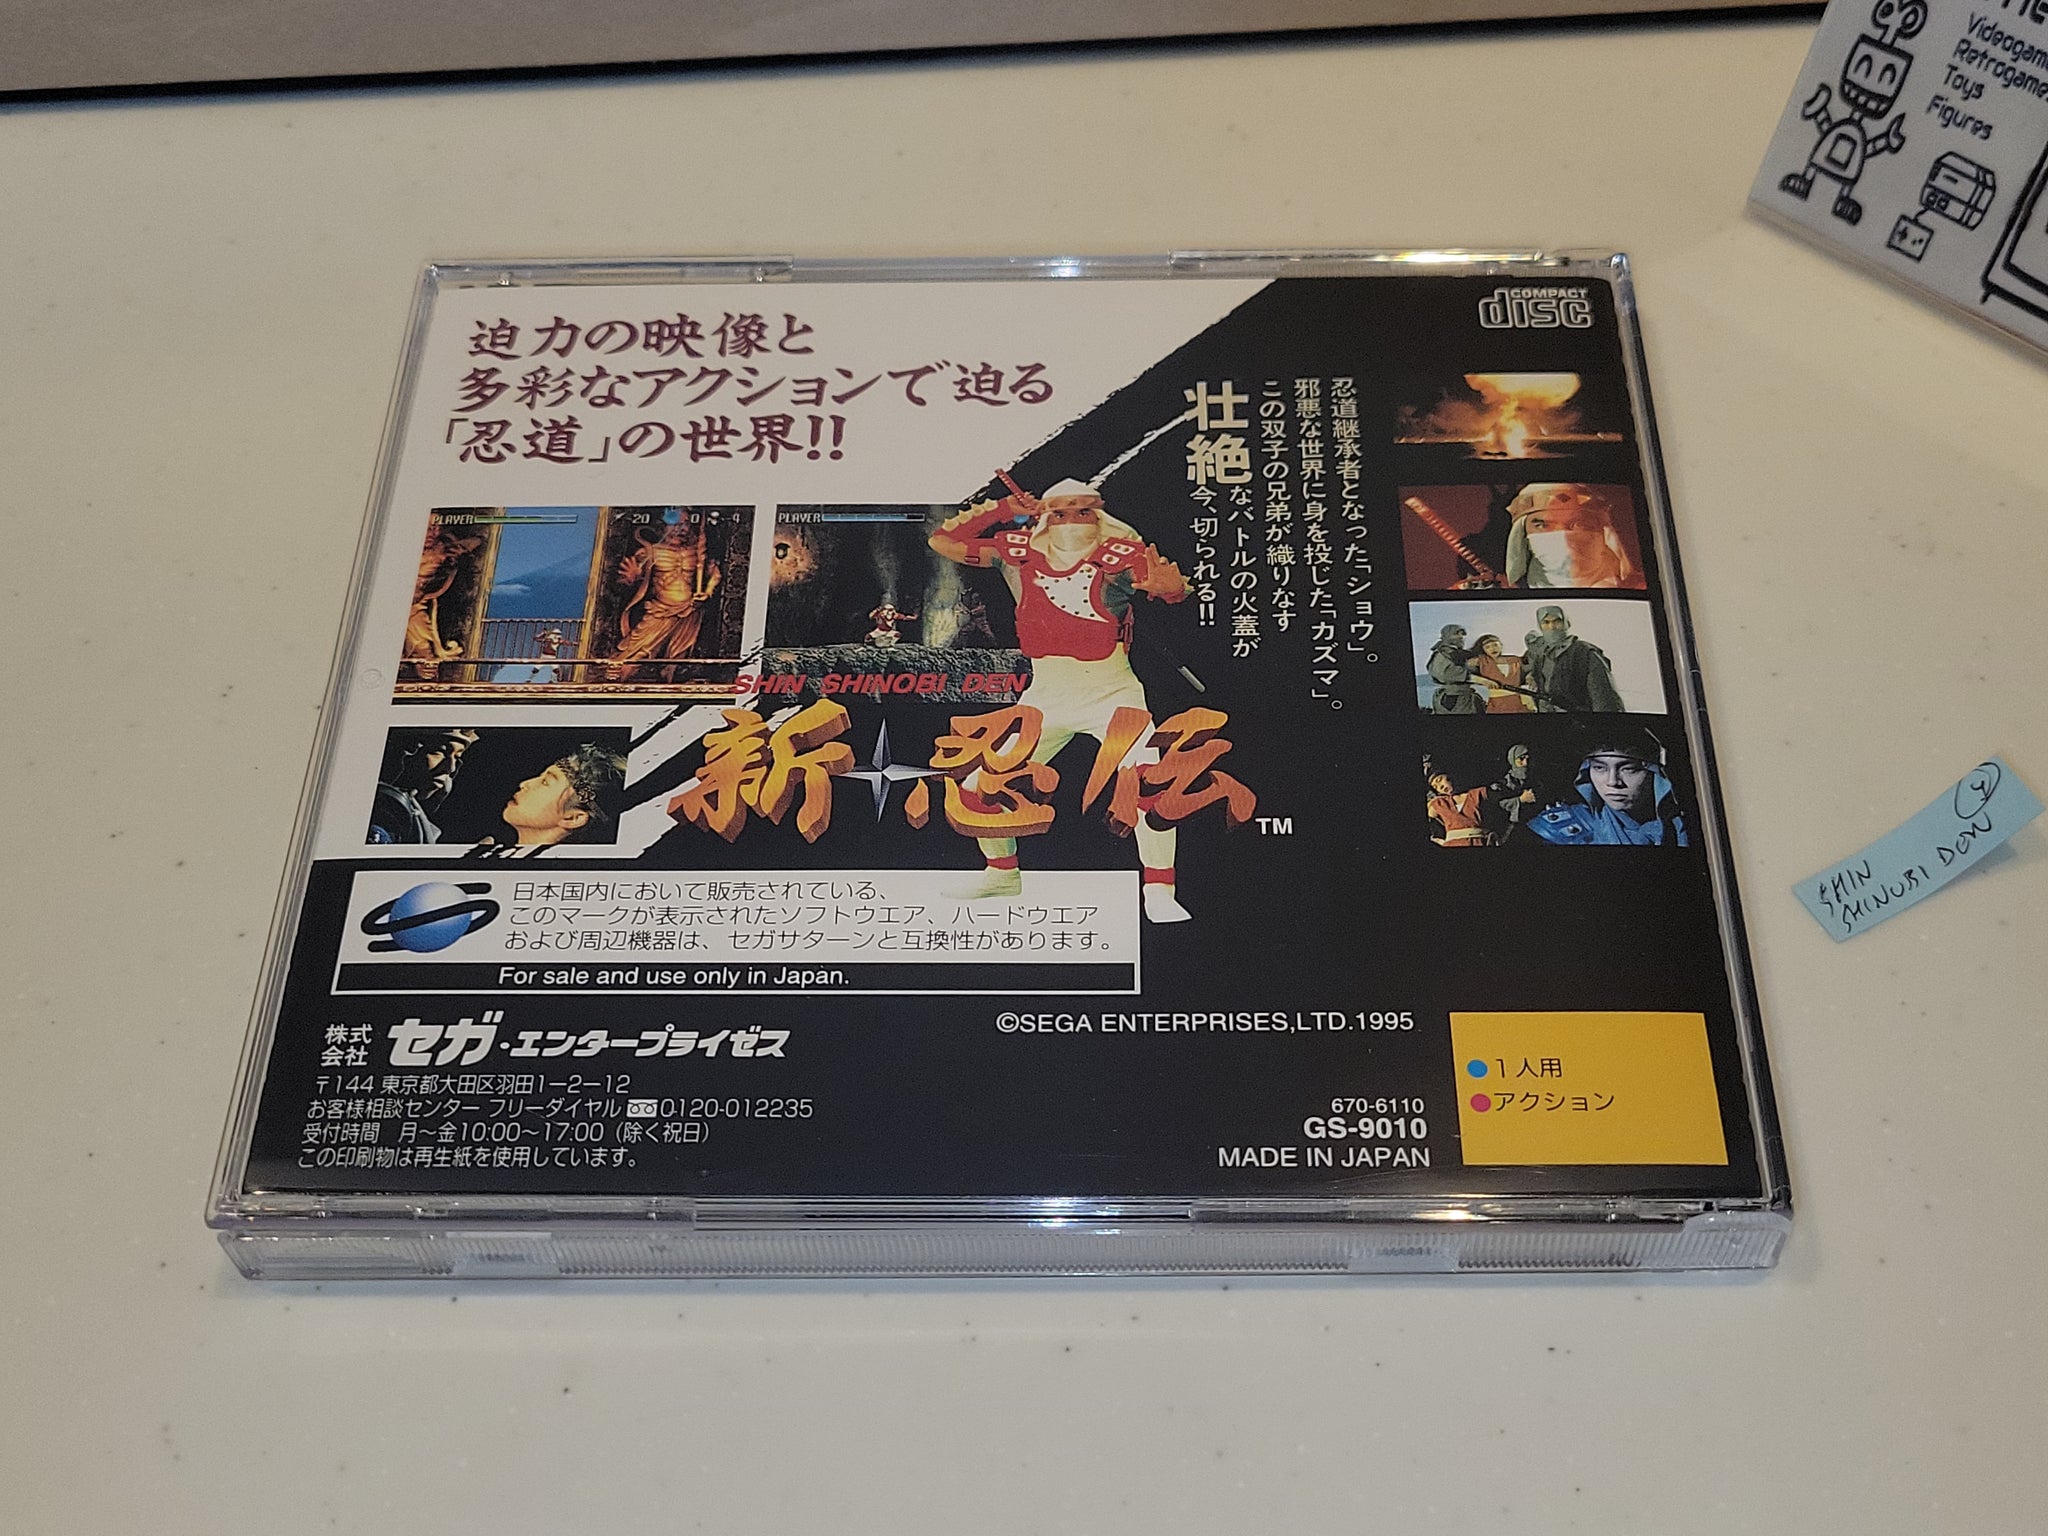 Videogam
Retrogame
Toys
Figures
COMPACT
disc
迫力の映像と
多彩なアクションで迫る
「忍道」の世界!!
忍道継承者となった「ショウ」。
邪悪な世界に身を投じた「カズマ」。
この双子の兄弟が織りなす
壮絶なバトルの火蓋が
今、切られる!!
PLAYER
20 0 4
PLAYER
SHIN SHINOBI DEN
新忍伝
TM
SHIN
SHINOBI DEN
日本国内において販売されている、
このマークが表示されたソフトウエア、ハードウエア
および周辺機器は、セガサターンと互換性があります。
For sale and use only in Japan.
株式会社 セガ・エンタープライゼス
〒144 東京都大田区羽田1−2−12
お客様相談センター フリーダイヤル 0120-012235
受付時間 月〜金10:00〜17:00（除く祝日）
この印刷物は再生紙を使用しています。
©SEGA ENTERPRISES,LTD.1995
670-6110
GS-9010
MADE IN JAPAN
1人用
アクション